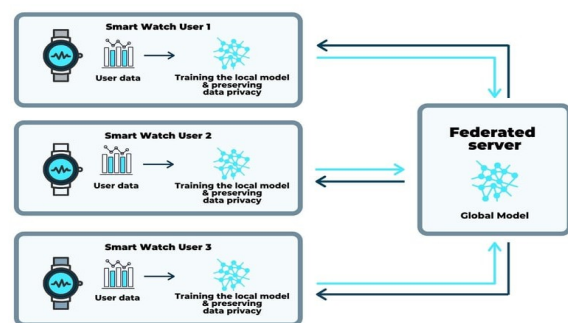 Smart Watch User 1
User data
Training the local model
& preserving
data privacy
Smart Watch User 2
User data
Training the local model
& preserving
data privacy
Smart Watch User 3
User data
Training the local model
& preserving
data privacy
Federated
server
Global Model